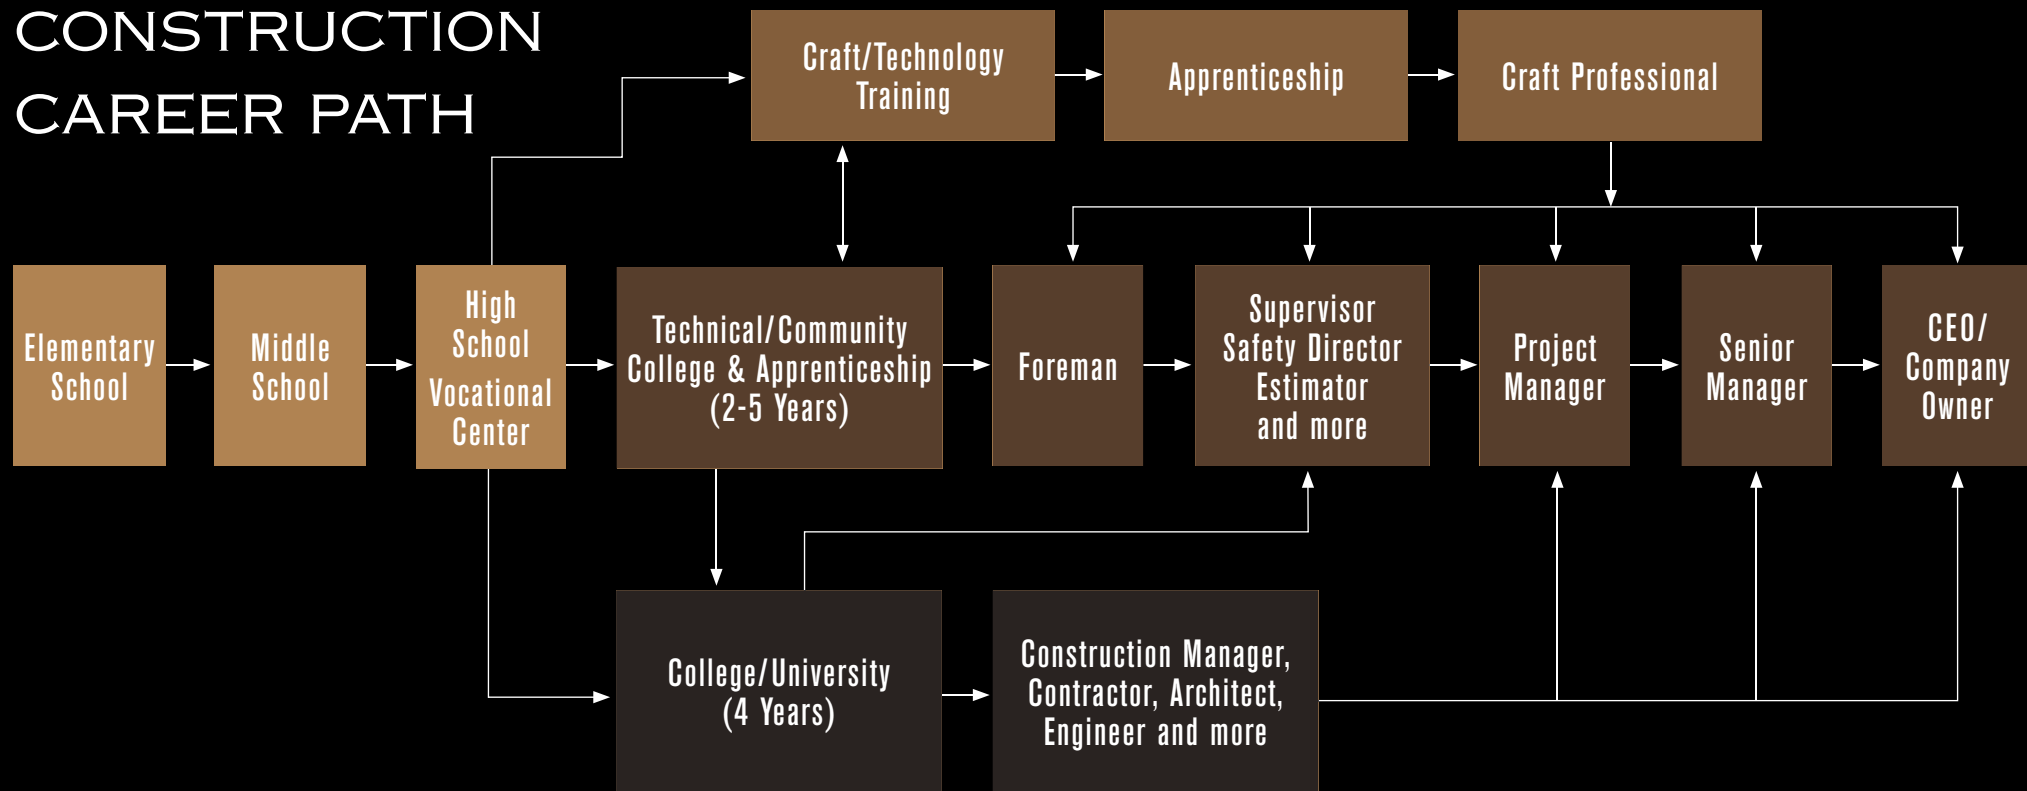 CONSTRUCTION
CAREER PATH
Craft/Technology
Training
Apprenticeship
Craft Professional
Elementary
School
Middle
School
High
School
Vocational
Center
Technical/Community
College & Apprenticeship
(2-5 Years)
Foreman
Supervisor
Safety Director
Estimator
and more
Project
Manager
Senior
Manager
CEO/
Company
Owner
College/University
(4 Years)
Construction Manager,
Contractor, Architect,
Engineer and more